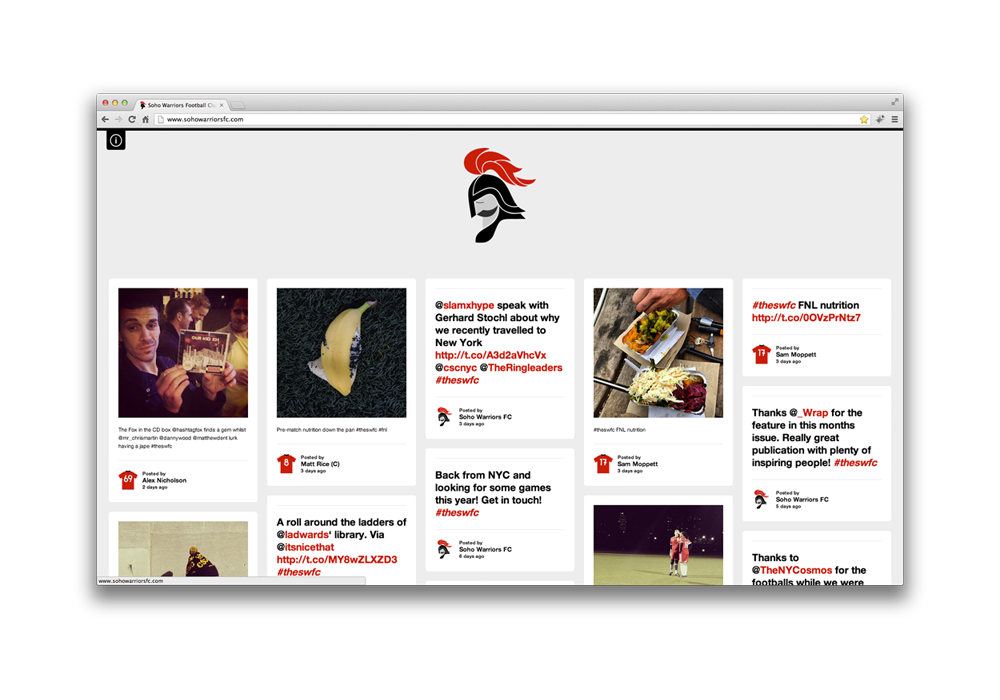 Soho Warriors Football Cl
www.sohowarriorsfc.com
The Fox in the CD box @hashtagfox finds a gem whilst
@mr_chrismartin @dannywood @matthewdent lurk
having a jape #theswfc
69
Posted by
Alex Nicholson
2 days ago
Pre-match nutrition down the pan #theswfc #fnl
8
Posted by
Matt Rice (C)
3 days ago
A roll around the ladders of
@ladwards' library. Via
@itsnicethat
http://t.co/MY8wZLXZD3
#theswfc
@slamxhype speak with
Gerhard Stochl about why
we recently travelled to
New York
http://t.co/A3d2aVhcVx
@cscnyc @TheRingleaders
#theswfc
Posted by
Soho Warriors FC
3 days ago
Back from NYC and
looking for some games
this year! Get in touch!
#theswfc
Posted by
Soho Warriors FC
6 days ago
#theswfc FNL nutrition
17
Posted by
Sam Moppett
3 days ago
#theswfc FNL nutrition
http://t.co/0OVzPrNtz7
17
Posted by
Sam Moppett
3 days ago
Thanks @_Wrap for the
feature in this months
issue. Really great
publication with plenty of
inspiring people! #theswfc
Posted by
Soho Warriors FC
5 days ago
Thanks to
@TheNYCosmos for the
footballs while we were
www.sohowarriorsfc.com